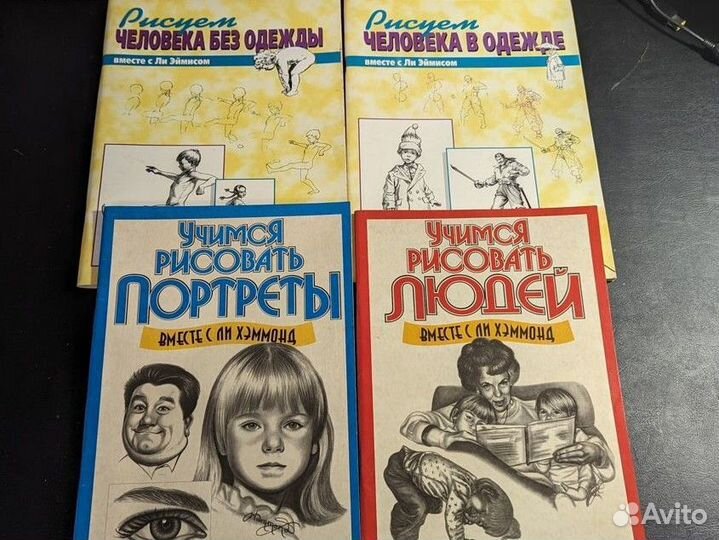 Рисуем
ЧЕЛОВЕКА БЕЗ ОДЕЖДЫ
вместе с Ли Эймисом
Рисуем
ЧЕЛОВЕКА В ОДЕЖДЕ
вместе с Ли Эймисом
УЧИМСЯ
РИСОВАТЬ
ПОРТРЕТЫ
ВМЕСТЕ С ЛИ ХЭММОНД
УЧИМСЯ
РИСОВАТЬ
ЛЮДЕЙ
ВМЕСТЕ С ЛИ ХЭММОНД
Avito